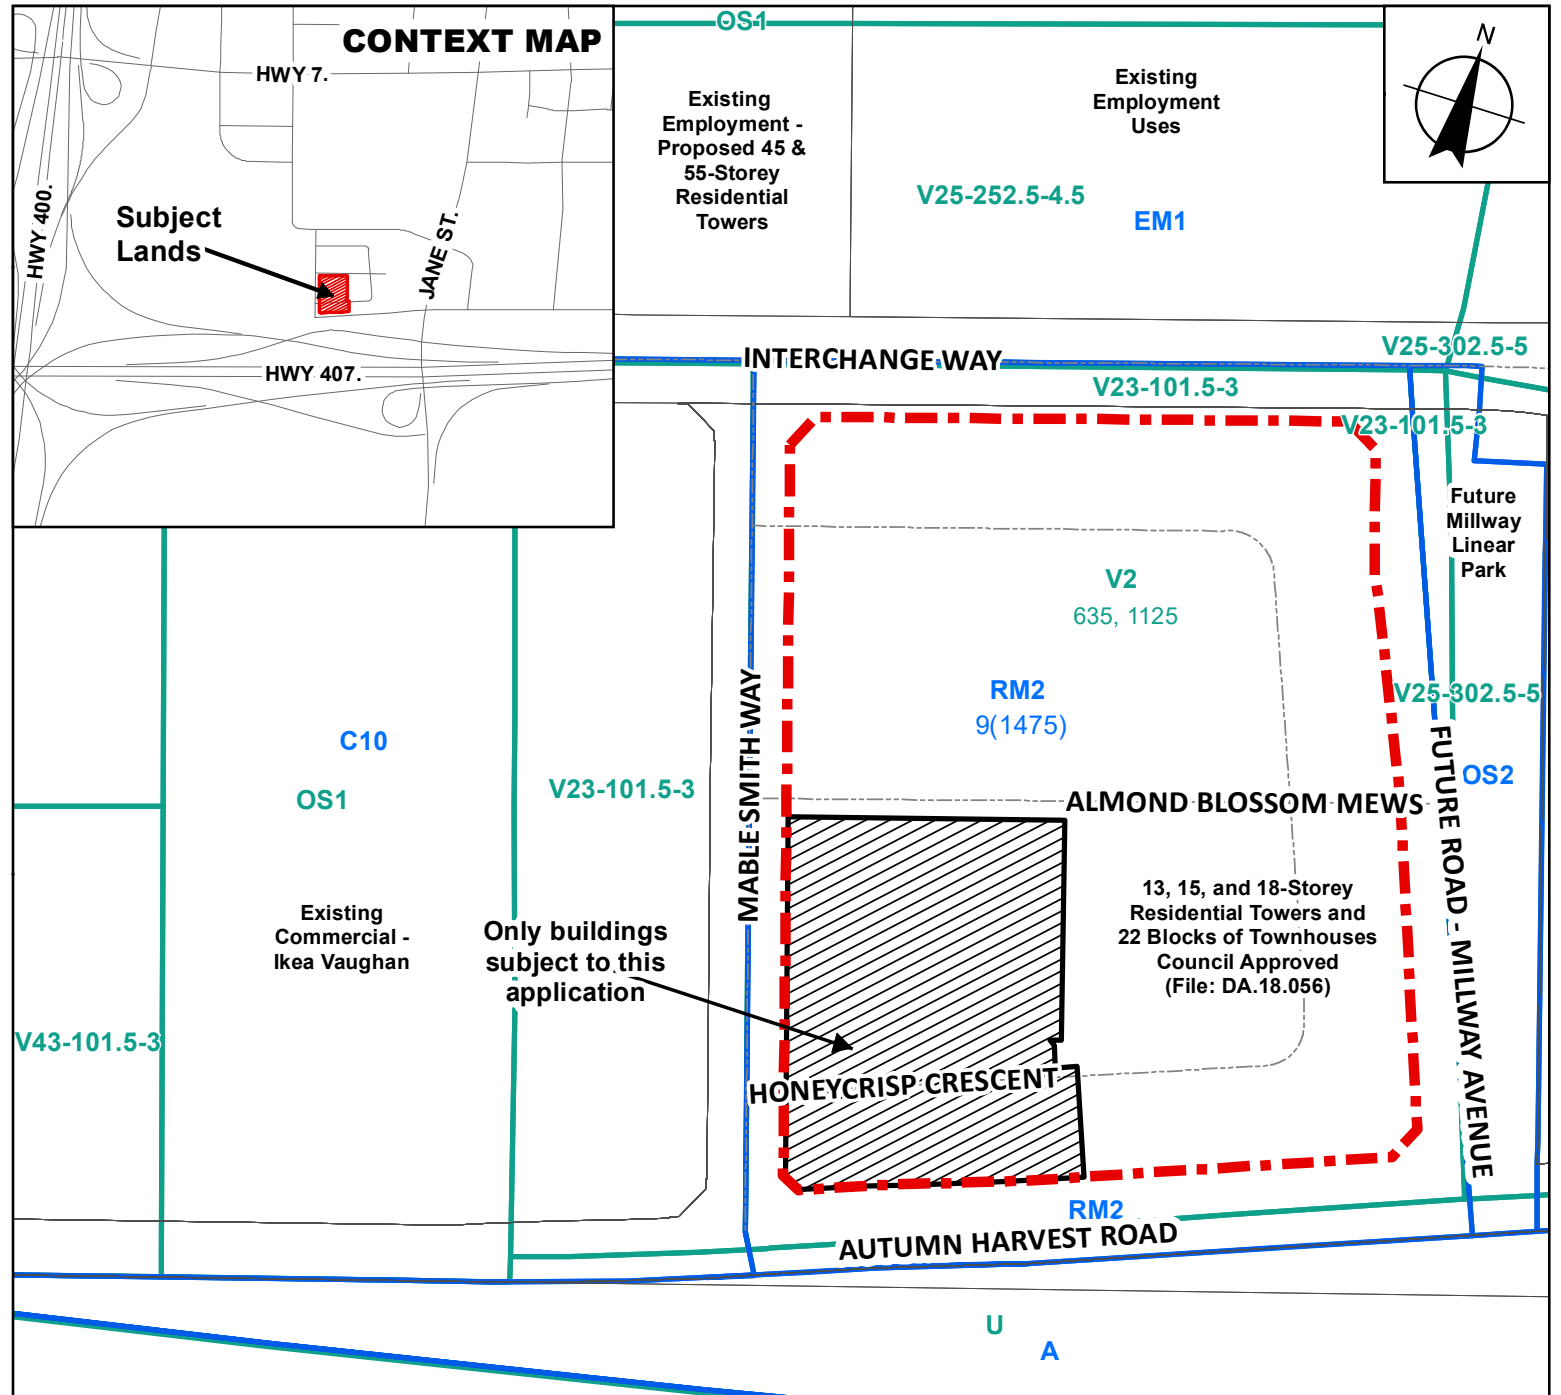 CONTEXT MAP
HWY 7.
HWY 400.
Subject
Lands
JANE ST.
HWY 407.
OS1
N
Existing
Employment -
Proposed 45 &
55-Storey
Residential
Towers
Existing
Employment
Uses
V25-252.5-4.5
EM1
V25-302.5-5
INTERCHANGE WAY
V23-101.5-3
V23-101.5-3
Future
Millway
Linear
Park
V2
635, 1125
RM2
9(1475)
V25-302.5-5
C10
OS1
V23-101.5-3
MABLE SMITH WAY
OS2
ALMOND BLOSSOM MEWS
FUTURE ROAD - MILLWAY AVENUE
13, 15, and 18-Storey
Residential Towers and
22 Blocks of Townhouses
Council Approved
(File: DA.18.056)
Existing
Commercial -
Ikea Vaughan
Only buildings
subject to this
application
V43-101.5-3
HONEYCRISP CRESCENT
RM2
AUTUMN HARVEST ROAD
U
A